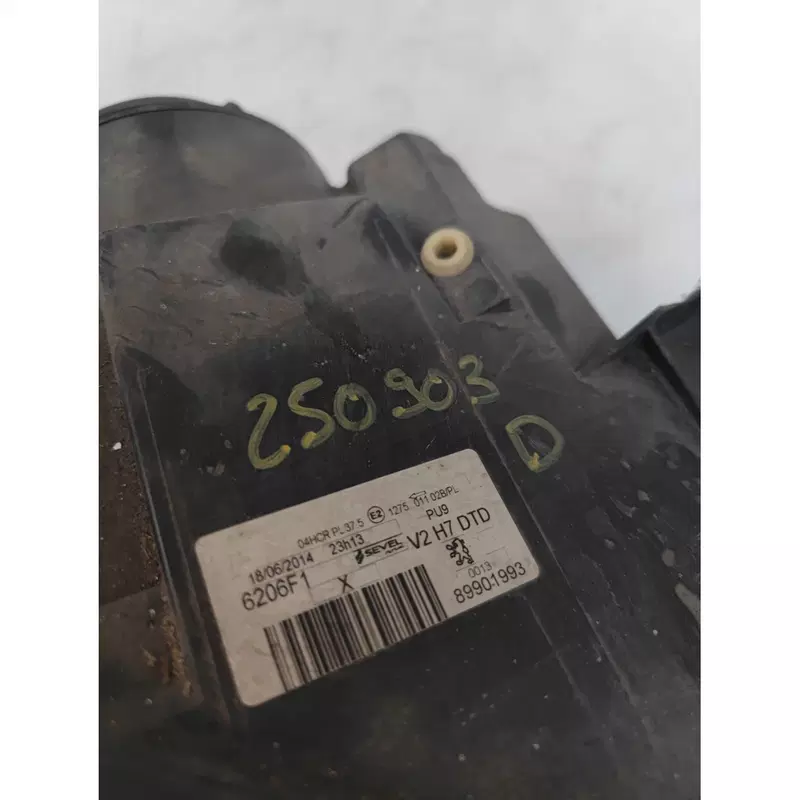 250903
D
04HCR PL37.5 E2 1275 011 02B/PL
18/06/2014 23h13 SEVEL V2 H7 DTD PU9
6206F1 X 0013
89901993